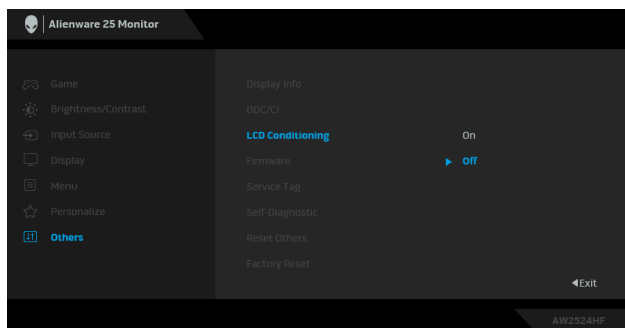 Alienware 25 Monitor
Game
Brightness/Contrast
Input Source
Display
Menu
Personalize
Others
Display Info
DDC/CI
LCD Conditioning On
Firmware Off
Service Tag
Self-Diagnostic
Reset Others
Factory Reset
Exit
AW2524HF